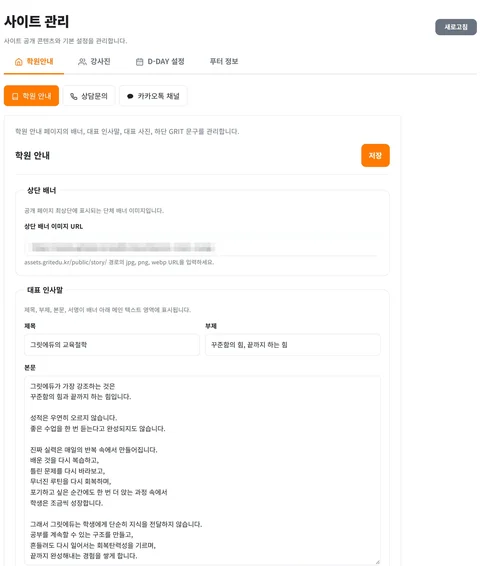 사이트 관리
사이트 공개 콘텐츠와 기본 설정을 관리합니다.
새로고침
학원안내 강사진 D-DAY 설정 푸터 정보
학원 안내 상담문의 카카오톡 채널
학원 안내 페이지의 배너, 대표 인사말, 대표 사진, 하단 GRIT 문구를 관리합니다.
학원 안내
저장
상단 배너
공개 페이지 최상단에 표시되는 단체 배너 이미지입니다.
상단 배너 이미지 URL
assets.gritedu.kr/public/story/ 경로의 jpg, png, webp URL을 입력하세요.
대표 인사말
제목, 부제, 본문, 서명이 배너 아래 메인 텍스트 영역에 표시됩니다.
제목 부제
그릿에듀의 교육철학 꾸준함의 힘, 끝까지 하는 힘
본문
그릿에듀가 가장 강조하는 것은
꾸준함의 힘과 끝까지 하는 힘입니다.
성적은 우연히 오르지 않습니다.
좋은 수업을 한 번 듣는다고 완성되지도 않습니다.
진짜 실력은 매일의 반복 속에서 만들어집니다.
배운 것을 다시 복습하고,
틀린 문제를 다시 바라보고,
무너진 루틴을 다시 회복하며,
포기하고 싶은 순간에도 한 번 더 앉는 과정 속에서
학생은 조금씩 성장합니다.
그래서 그릿에듀는 학생에게 단순히 지식을 전달하지 않습니다.
공부를 계속할 수 있는 구조를 만들고,
흔들려도 다시 일어서는 회복탄력성을 기르며,
끝까지 완성해내는 경험을 쌓게 합니다.